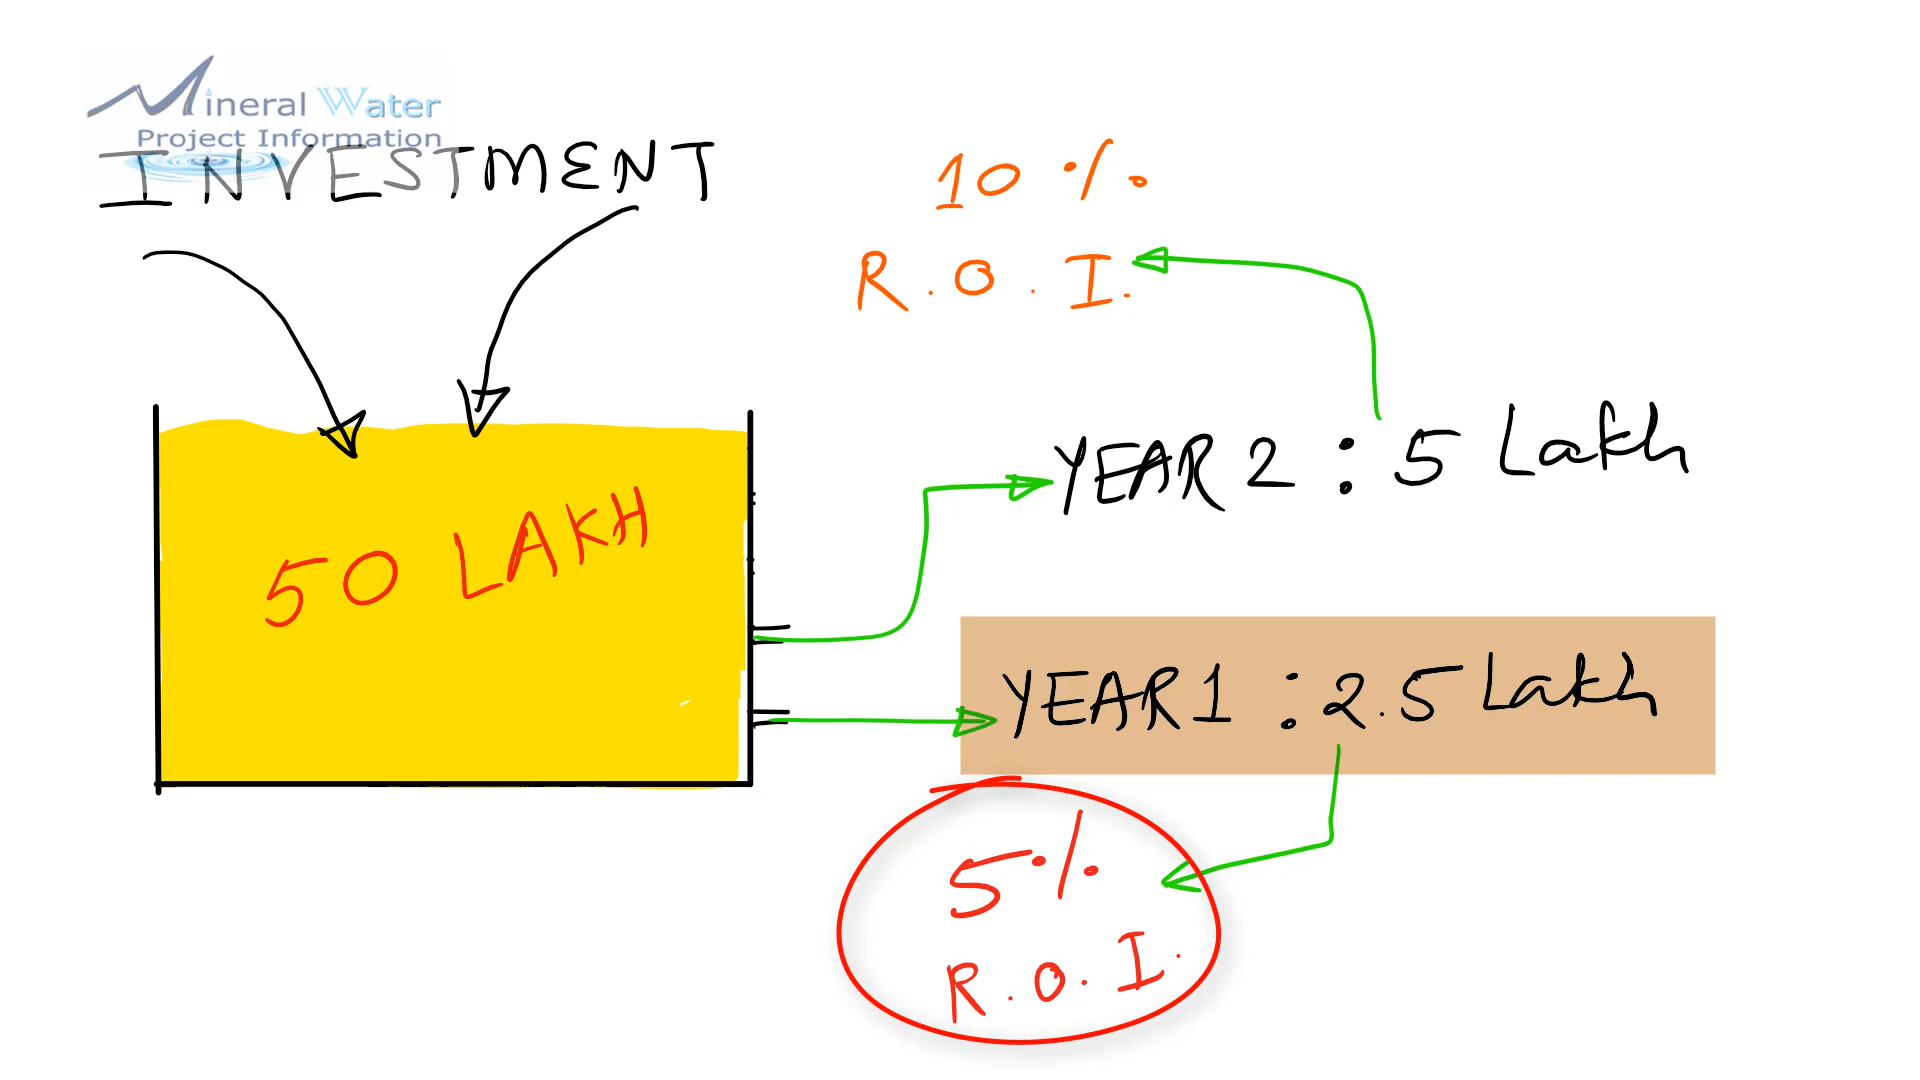 Mineral Water
Project Information
INVESTMENT
10 %
R.O.I.
50 LAKH
YEAR 2 : 5 Lakh
YEAR 1 : 2.5 Lakh
5%
R.O.I.